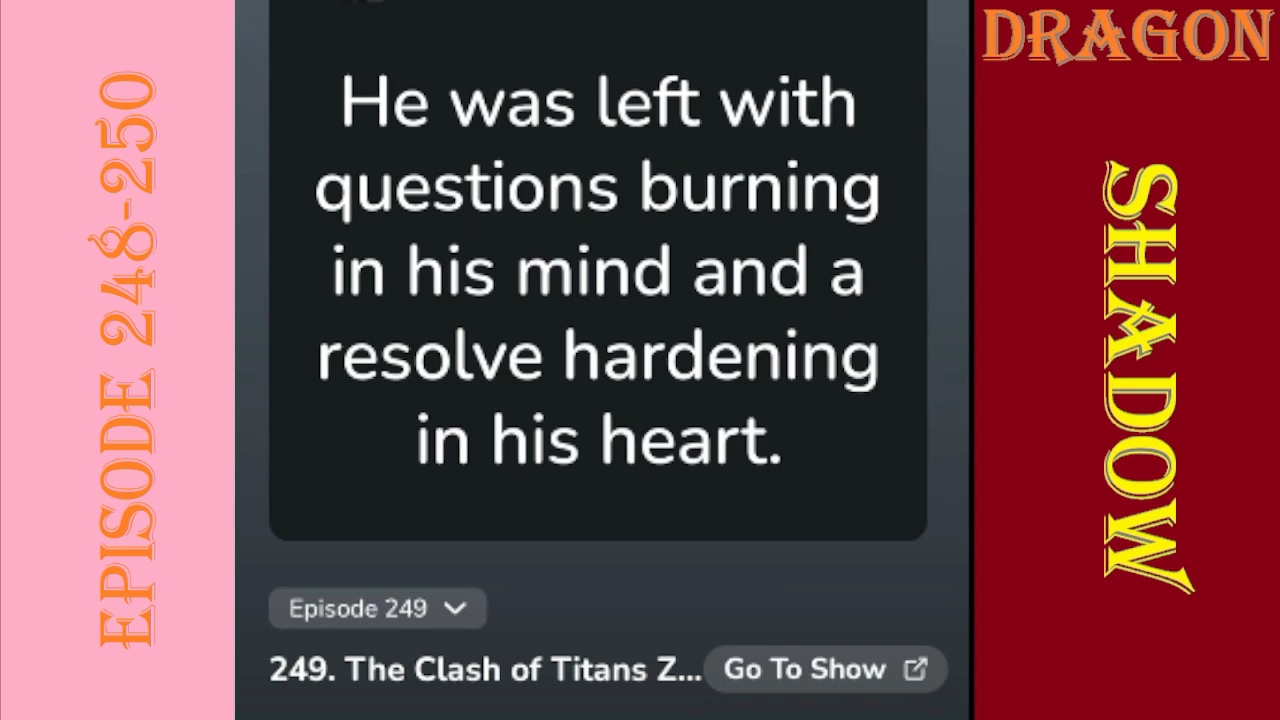 EPISODE 248-250
He was left with
questions burning
in his mind and a
resolve hardening
in his heart.
Episode 249
249. The Clash of Titans Z...
Go To Show
DRAGON
SHADOW